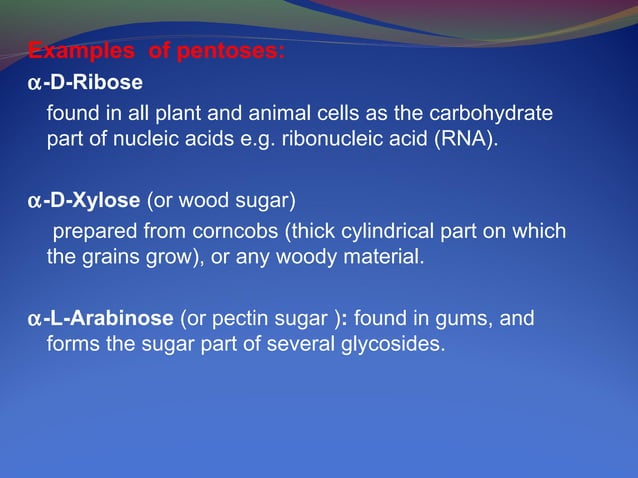 Examples  of pentoses:
α-D-Ribose
found in all plant and animal cells as the carbohydrate
part of nucleic acids e.g. ribonucleic acid (RNA).
α-D-Xylose (or wood sugar)
prepared from corncobs (thick cylindrical part on which
the grains grow), or any woody material.
α-L-Arabinose (or pectin sugar ): found in gums, and
forms the sugar part of several glycosides.